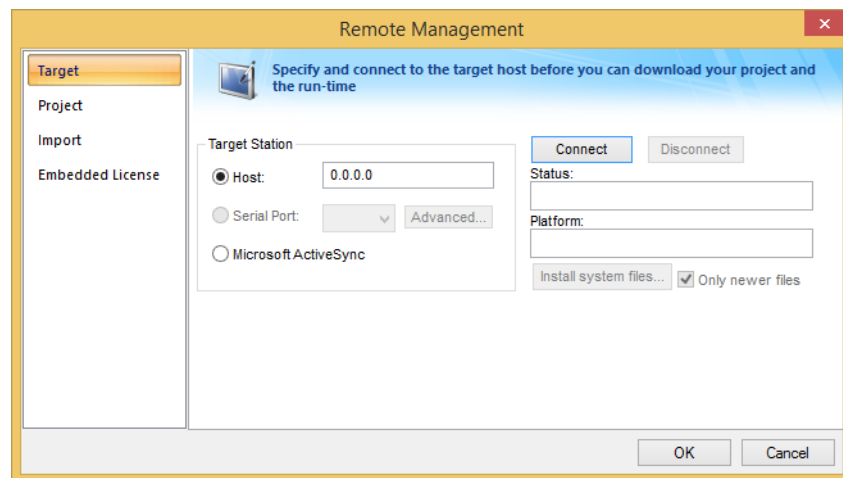 Remote Management
Target
Project
Import
Embedded License
Specify and connect to the target host before you can download your project and
the run-time
Target Station
Host:
0.0.0.0
Serial Port:
Advanced...
Microsoft ActiveSync
Connect
Disconnect
Status:
Platform:
Install system files...
Only newer files
OK
Cancel